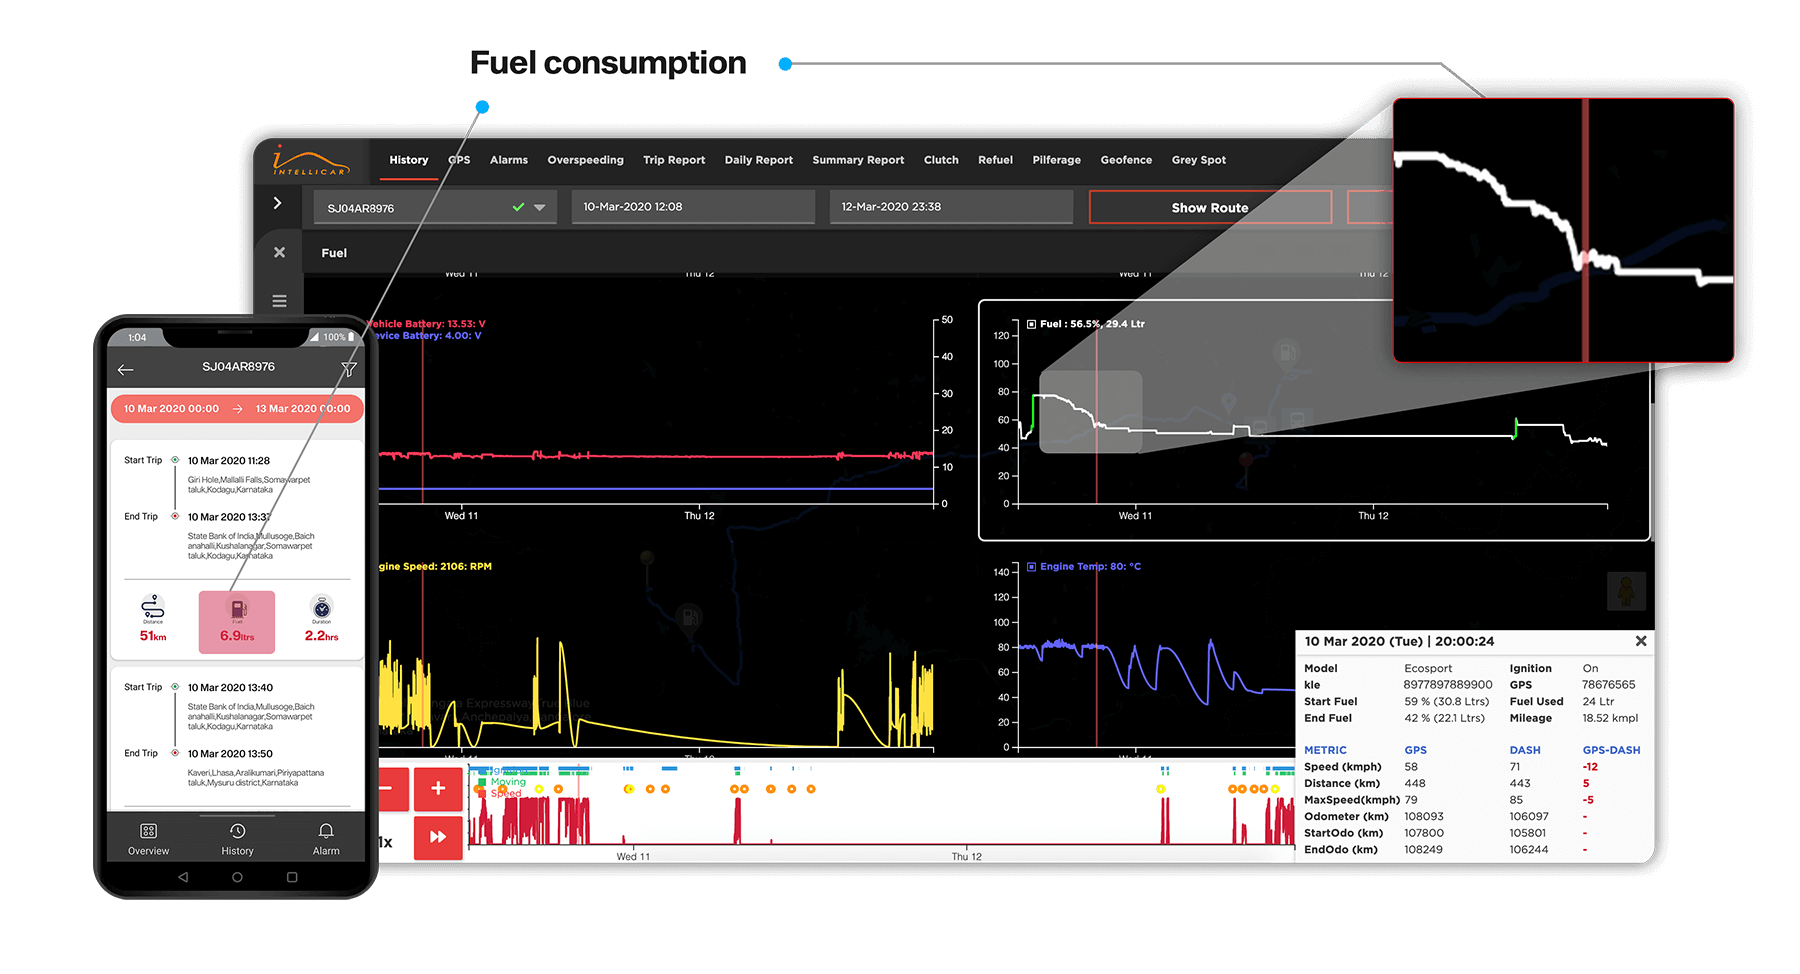 Fuel consumption
INTELLICAR
History GPS Alarms Overspeeding Trip Report Daily Report Summary Report Clutch Refuel Pilferage Geofence Grey Spot
SJ04AR8976 10-Mar-2020 12:08 12-Mar-2020 23:38 Show Route
Fuel
Wed 11 Thu 12 Wed 11 Thu 12
Vehicle Battery: 13.53: V
evice Battery: 4.00: V
50
40
30
20
10
0
Wed 11 Thu 12
Fuel : 56.5%, 29.4 Ltr
120
100
80
60
40
20
0
Wed 11 Thu 12
gine Speed: 2106: RPM
Engine Temp: 80: °C
140
120
100
80
60
40
20
0
1:04 100%
SJ04AR8976
10 Mar 2020 00:00 → 13 Mar 2020 00:00
Start Trip 10 Mar 2020 11:28
Giri Hole,Mallalli Falls,Somawarpet
taluk,Kodagu,Karnataka
End Trip 10 Mar 2020 13:37
State Bank of India,Mullusoge,Baich
anahalli,Kushalanagar,Somawarpet
taluk,Kodagu,Karnataka
Distance Fuel Duration
51km 6.9ltrs 2.2hrs
Start Trip 10 Mar 2020 13:40
State Bank of India,Mullusoge,Baich
anahalli,Kushalanagar,Somawarpet
taluk,Kodagu,Karnataka
End Trip 10 Mar 2020 13:50
Kaveri,Lhasa,Aralikumari,Piriyapattana
taluk,Mysuru district,Karnataka
Overview History Alarm
− +
1x
Moving
Speed
Wed 11 Thu 12
10 Mar 2020 (Tue) | 20:00:24
Model Ecosport Ignition On
kle 8977897889900 GPS 78676565
Start Fuel 59 % (30.8 Ltrs) Fuel Used 24 Ltr
End Fuel 42 % (22.1 Ltrs) Mileage 18.52 kmpl
METRIC GPS DASH GPS-DASH
Speed (kmph) 58 71 -12
Distance (km) 448 443 5
MaxSpeed(kmph) 79 85 -5
Odometer (km) 108093 106097 -
StartOdo (km) 107800 105801 -
EndOdo (km) 108249 106244 -